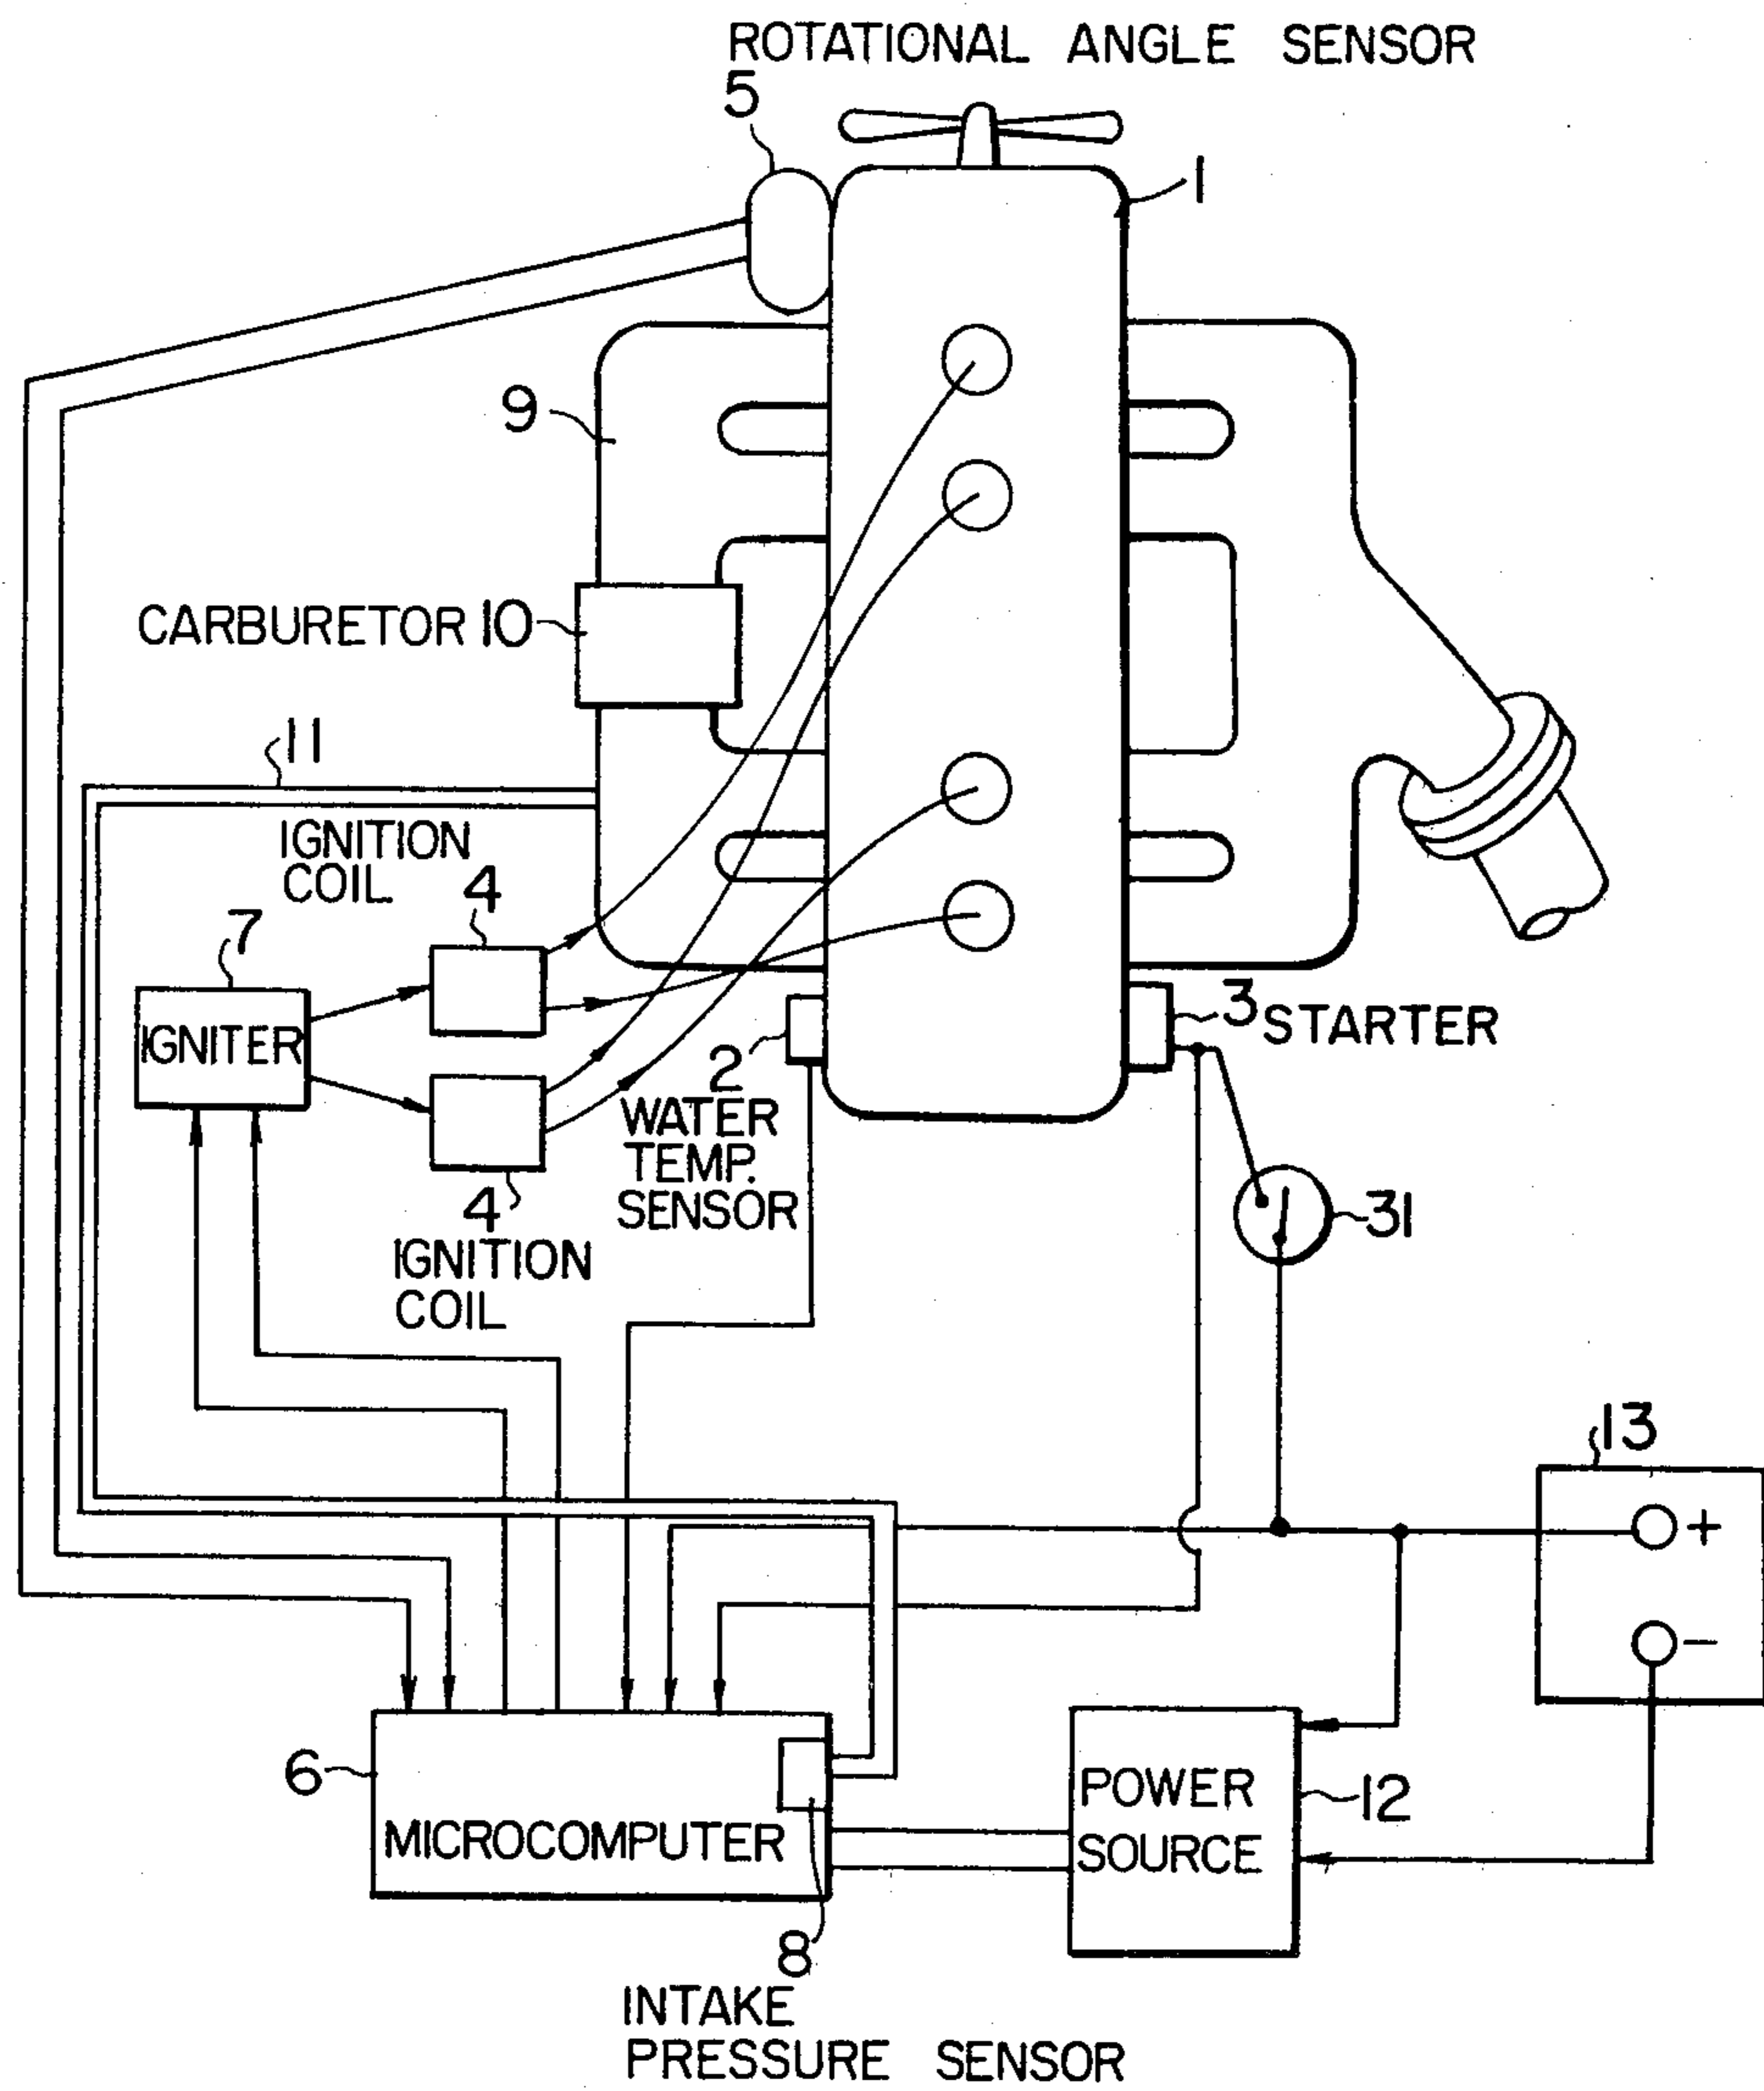 ROTATIONAL ANGLE SENSOR
5
1
9
CARBURETOR 10
11
IGNITION
COIL
4
7
IGNITER
3 STARTER
2
WATER
TEMP.
SENSOR
4
IGNITION
COIL
31
13
+
−
6
MICROCOMPUTER
POWER
SOURCE
12
8
INTAKE
PRESSURE SENSOR